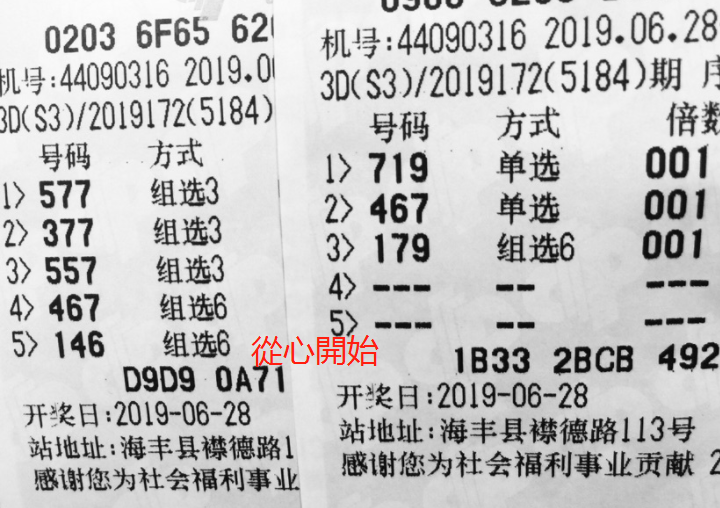 0203 6F65 620
机号:44090316 2019.0
3D(S3)/2019172(5184)
号码 方式
1> 577 组选3
2> 377 组选3
3> 557 组选3
4> 467 组选6
5> 146 组选6
D9D9 0A71
开奖日:2019-06-28
站地址:海丰县襟德路1
感谢您为社会福利事业
机号:44090316 2019.06.28
3D(S3)/2019172(5184)期 序
号码 方式 倍数
1> 719 单选 001
2> 467 单选 001
3> 179 组选6 001
4> --- -- ---
5> --- -- ---
1B33 2BCB 492
开奖日:2019-06-28
站地址:海丰县襟德路113号
感谢您为社会福利事业贡献 2
從心開始